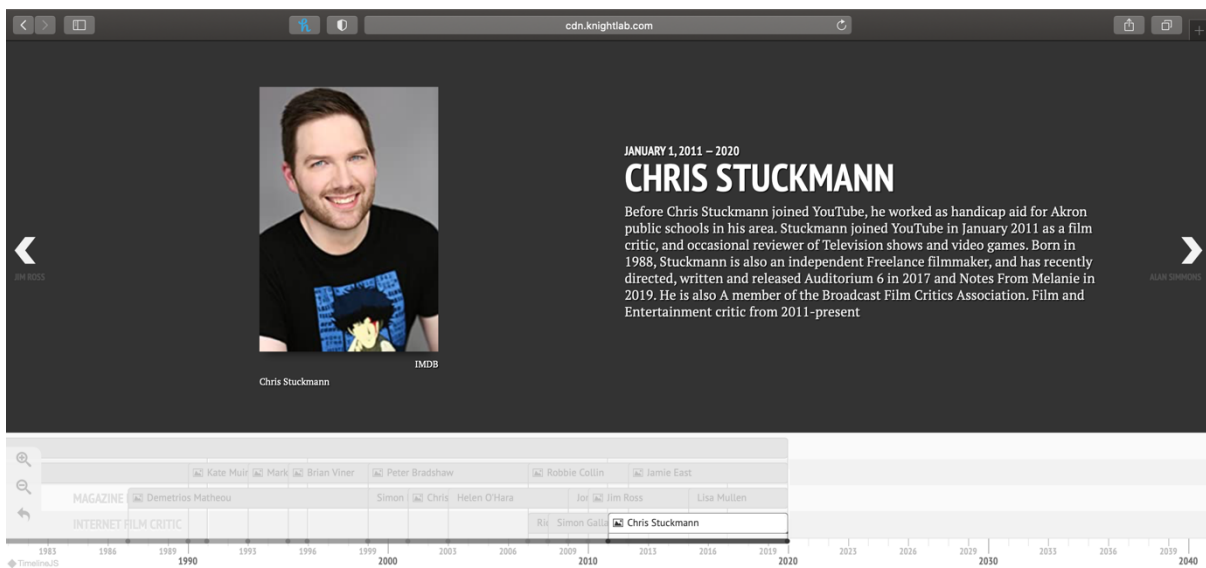 cdn.knightlab.com
JANUARY 1, 2011 – 2020
CHRIS STUCKMANN
Before Chris Stuckmann joined YouTube, he worked as handicap aid for Akron
public schools in his area. Stuckmann joined YouTube in January 2011 as a film
critic, and occasional reviewer of Television shows and video games. Born in
1988, Stuckmann is also an independent Freelance filmmaker, and has recently
directed, written and released Auditorium 6 in 2017 and Notes From Melanie in
2019. He is also A member of the Broadcast Film Critics Association. Film and
Entertainment critic from 2011-present
JIM ROSS
ALAN SIMMONS
IMDB
Chris Stuckmann
Kate Muir Mark Brian Viner Peter Bradshaw Robbie Collin Jamie East
MAGAZINE Demetrios Matheou Simon Chris Helen O'Hara Jor Jim Ross Lisa Mullen
INTERNET FILM CRITIC Ric Simon Galla Chris Stuckmann
1983 1986 1989 1993 1996 1999 2003 2006 2009 2013 2016 2019 2023 2026 2029 2033 2036 2039
1990 2000 2010 2020 2030 2040
TimelineJS